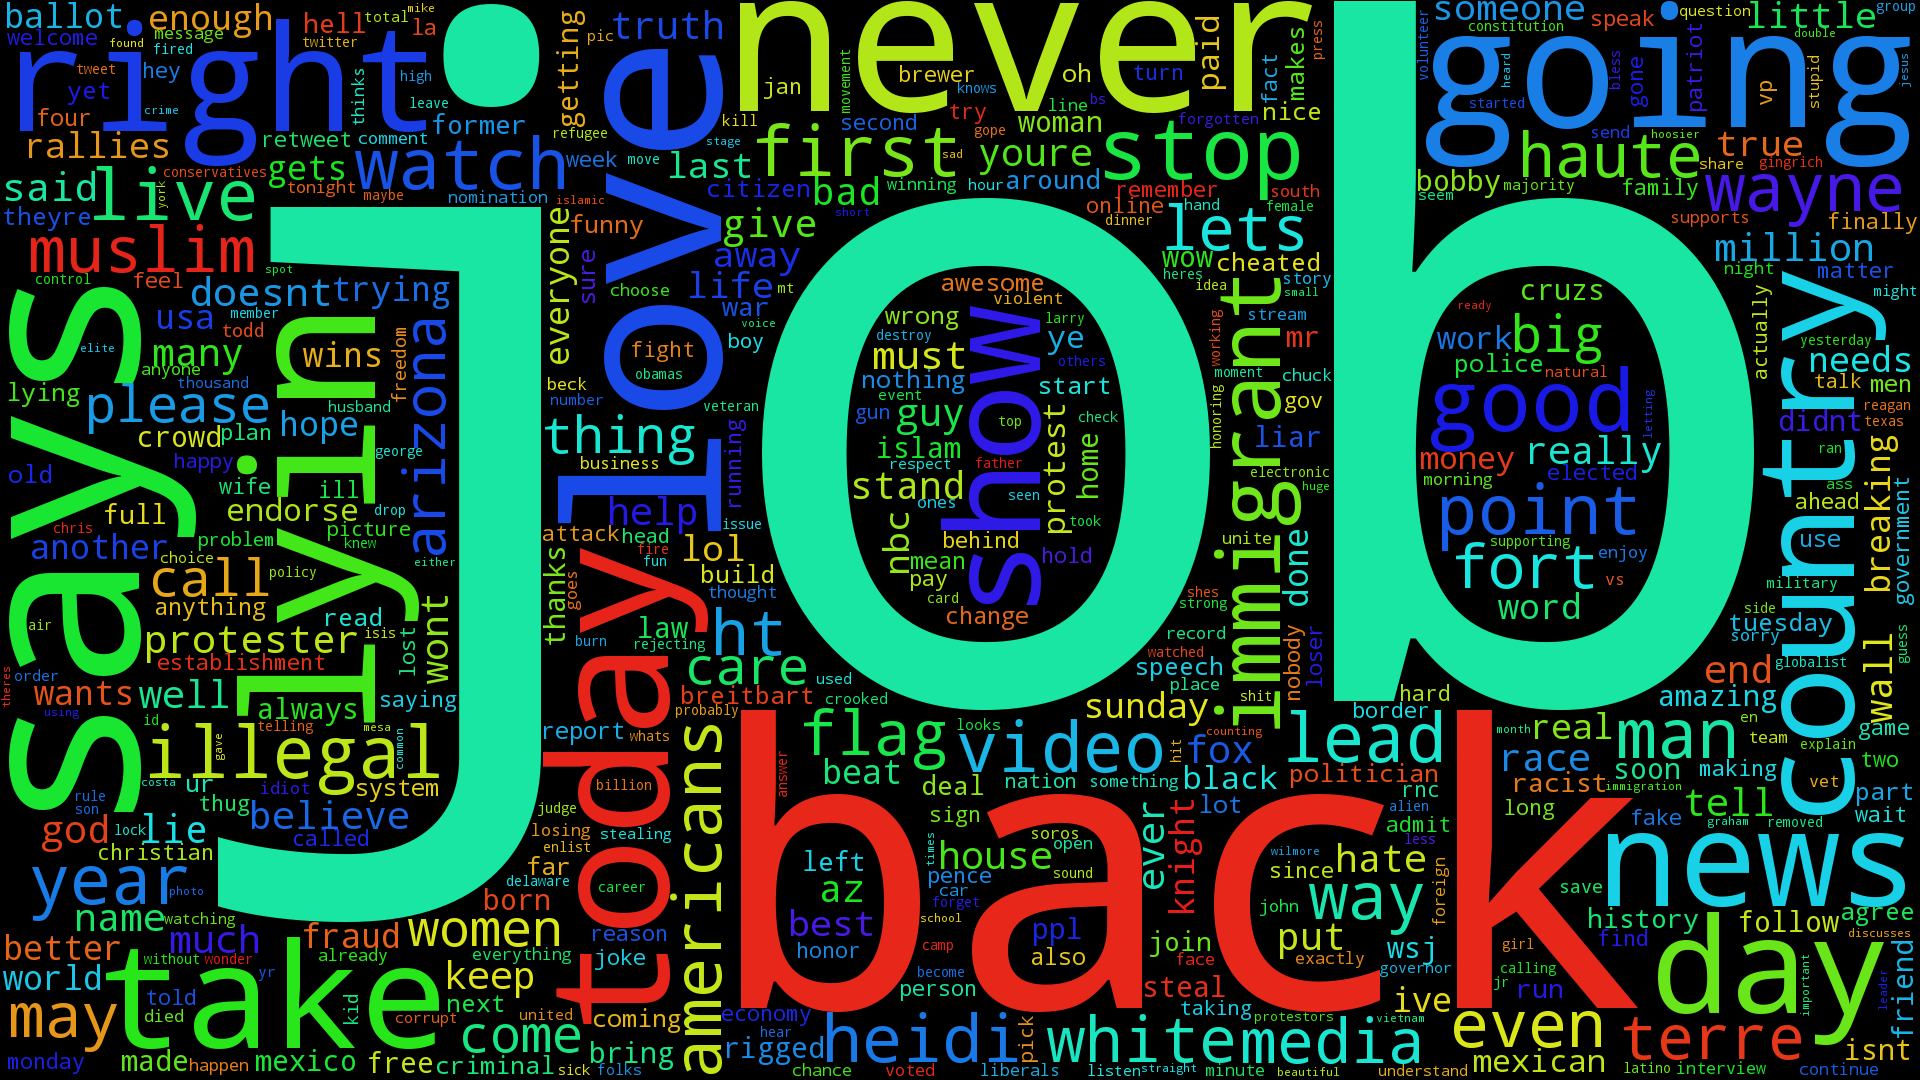 job
back
never
right
going
love
says
lyin
today
take
country
news
day
show
immigrant
stop
first
watch
live
muslim
haute
wayne
lets
good
point
fort
big
thing
video
lead
flag
man
way
even
terre
heidi
white
media
americans
women
come
year
may
illegal
call
please
protester
believe
arizona
ballot
enough
hell
total
mike
la
welcome
message
found
fired
twitter
tweet
hey
yet
high
crime
thinks
leave
four
former
rallies
retweet
comment
gets
conservatives
tonight
maybe
nomination
islamic
week
refugee
getting
pic
truth
said
theyre
york
control
feel
spot
doesnt
trying
usa
member
todd
many
wins
elite
anyone
thousand
lying
husband
freedom
crowd
plan
hope
happy
old
wife
ill
george
full
endorse
drop
chris
picture
another
problem
knew
choice
policy
either
anything
read
air
isis
lost
wont
establishment
order
theres
wants
well
always
saying
using
id
telling
mesa
gave
common
costa
ur
idiot
system
rule
son
thug
god
lock
lie
called
christian
photo
name
watching
much
fraud
better
without
wonder
already
everything
world
yr
keep
told
next
died
kid
corrupt
united
monday
made
happen
mexico
free
criminal
sick
folks
bring
coming
jan
brewer
oh
turn
paid
knows
line
bs
try
movement
kill
second
woman
forgotten
fact
makes
nice
stage
gope
move
last
sad
youre
citizen
bad
winning
hour
around
remember
south
short
online
hand
female
dinner
funny
everyone
sure
give
away
wow
cheated
heres
choose
life
mt
idea
story
small
war
voice
boy
fight
obamas
beck
number
veteran
business
running
help
issue
attack
head
lol
fire
fun
build
thanks
goes
thought
burn
law
rejecting
ht
care
breitbart
used
crooked
probably
report
whats
billion
judge
losing
stealing
enlist
far
delaware
career
born
reason
joke
awesome
violent
wrong
larry
destroy
ye
must
others
nothing
start
event
gun
guy
top
check
islam
respect
father
stand
ones
seen
protest
home
took
nbc
behind
mean
hold
pay
card
change
working
stream
mr
moment
chuck
gov
honoring
liar
electronic
huge
unite
done
shes
strong
record
watched
speech
place
nobody
loser
shit
sunday
hard
border
someone
speak
question
little
group
constitution
double
volunteer
heard
bless
gone
patriot
vp
stupid
jesus
started
send
hoosier
true
share
gingrich
bobby
majority
family
seem
supports
finally
million
night
matter
might
ready
cruzs
work
police
natural
actually
yesterday
needs
talk
men
reagan
letting
money
really
elected
didnt
texas
morning
ran
ass
ahead
breaking
government
supporting
enjoy
use
vs
word
military
side
tuesday
sorry
globalist
guess
wall
end
amazing
looks
counting
hit
fox
beat
deal
nation
something
black
politician
answer
sign
ever
lot
rnc
alien
admit
less
soros
open
times
house
knight
wilmore
since
hate
left
pence
sound
az
car
forget
best
school
john
honor
ppl
put
wsj
foreign
camp
also
join
exactly
face
governor
become
person
steal
economy
taking
ive
protestors
vietnam
hear
rigged
pick
chance
voted
liberals
listen
straight
minute
beautiful
understand
month
real
en
team
explain
game
race
soon
making
two
racist
immigration
vet
part
long
tell
fake
graham
removed
wait
save
history
follow
agree
girl
find
discusses
calling
jr
run
important
leader
friend
mexican
isnt
latino
interview
continue
press